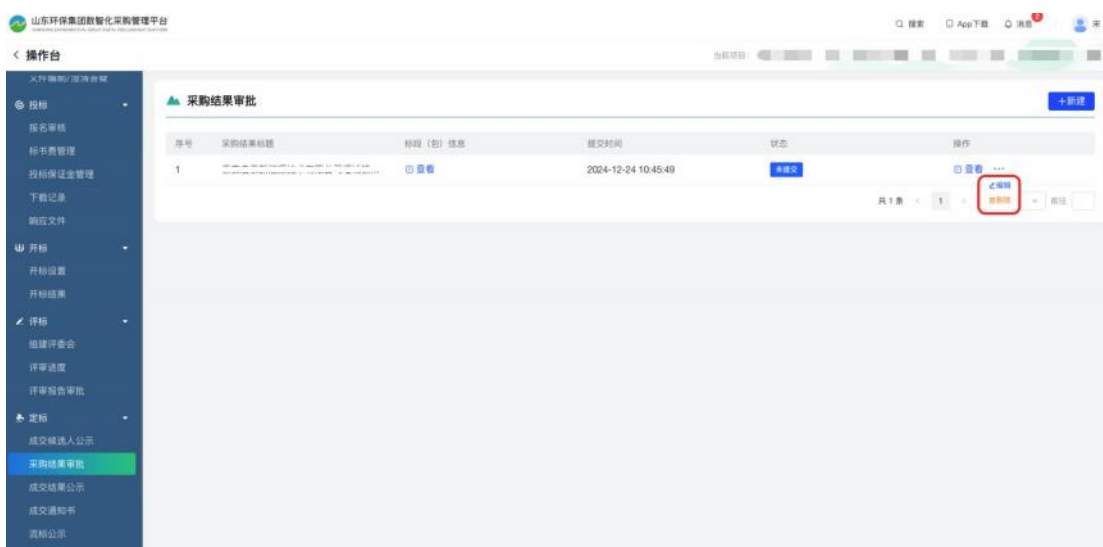 山东环保集团数智化采购管理平台
搜索 App下载 消息 2 宋
< 操作台
当前项目:
投标
报名审核
标书费管理
投标保证金管理
下载记录
响应文件
开标
开标设置
开标结果
评标
组建评委会
评审进度
评审报告审批
定标
成交候选人公示
采购结果审批
成交结果公示
成交通知书
流标公示
采购结果审批
+新建
序号 采购结果标题 标段(包)信息 提交时间 状态 操作
1 查看 2024-12-24 10:45:49 未提交 查看 ...
编辑
删除
共 1 条 < 1 > 前往